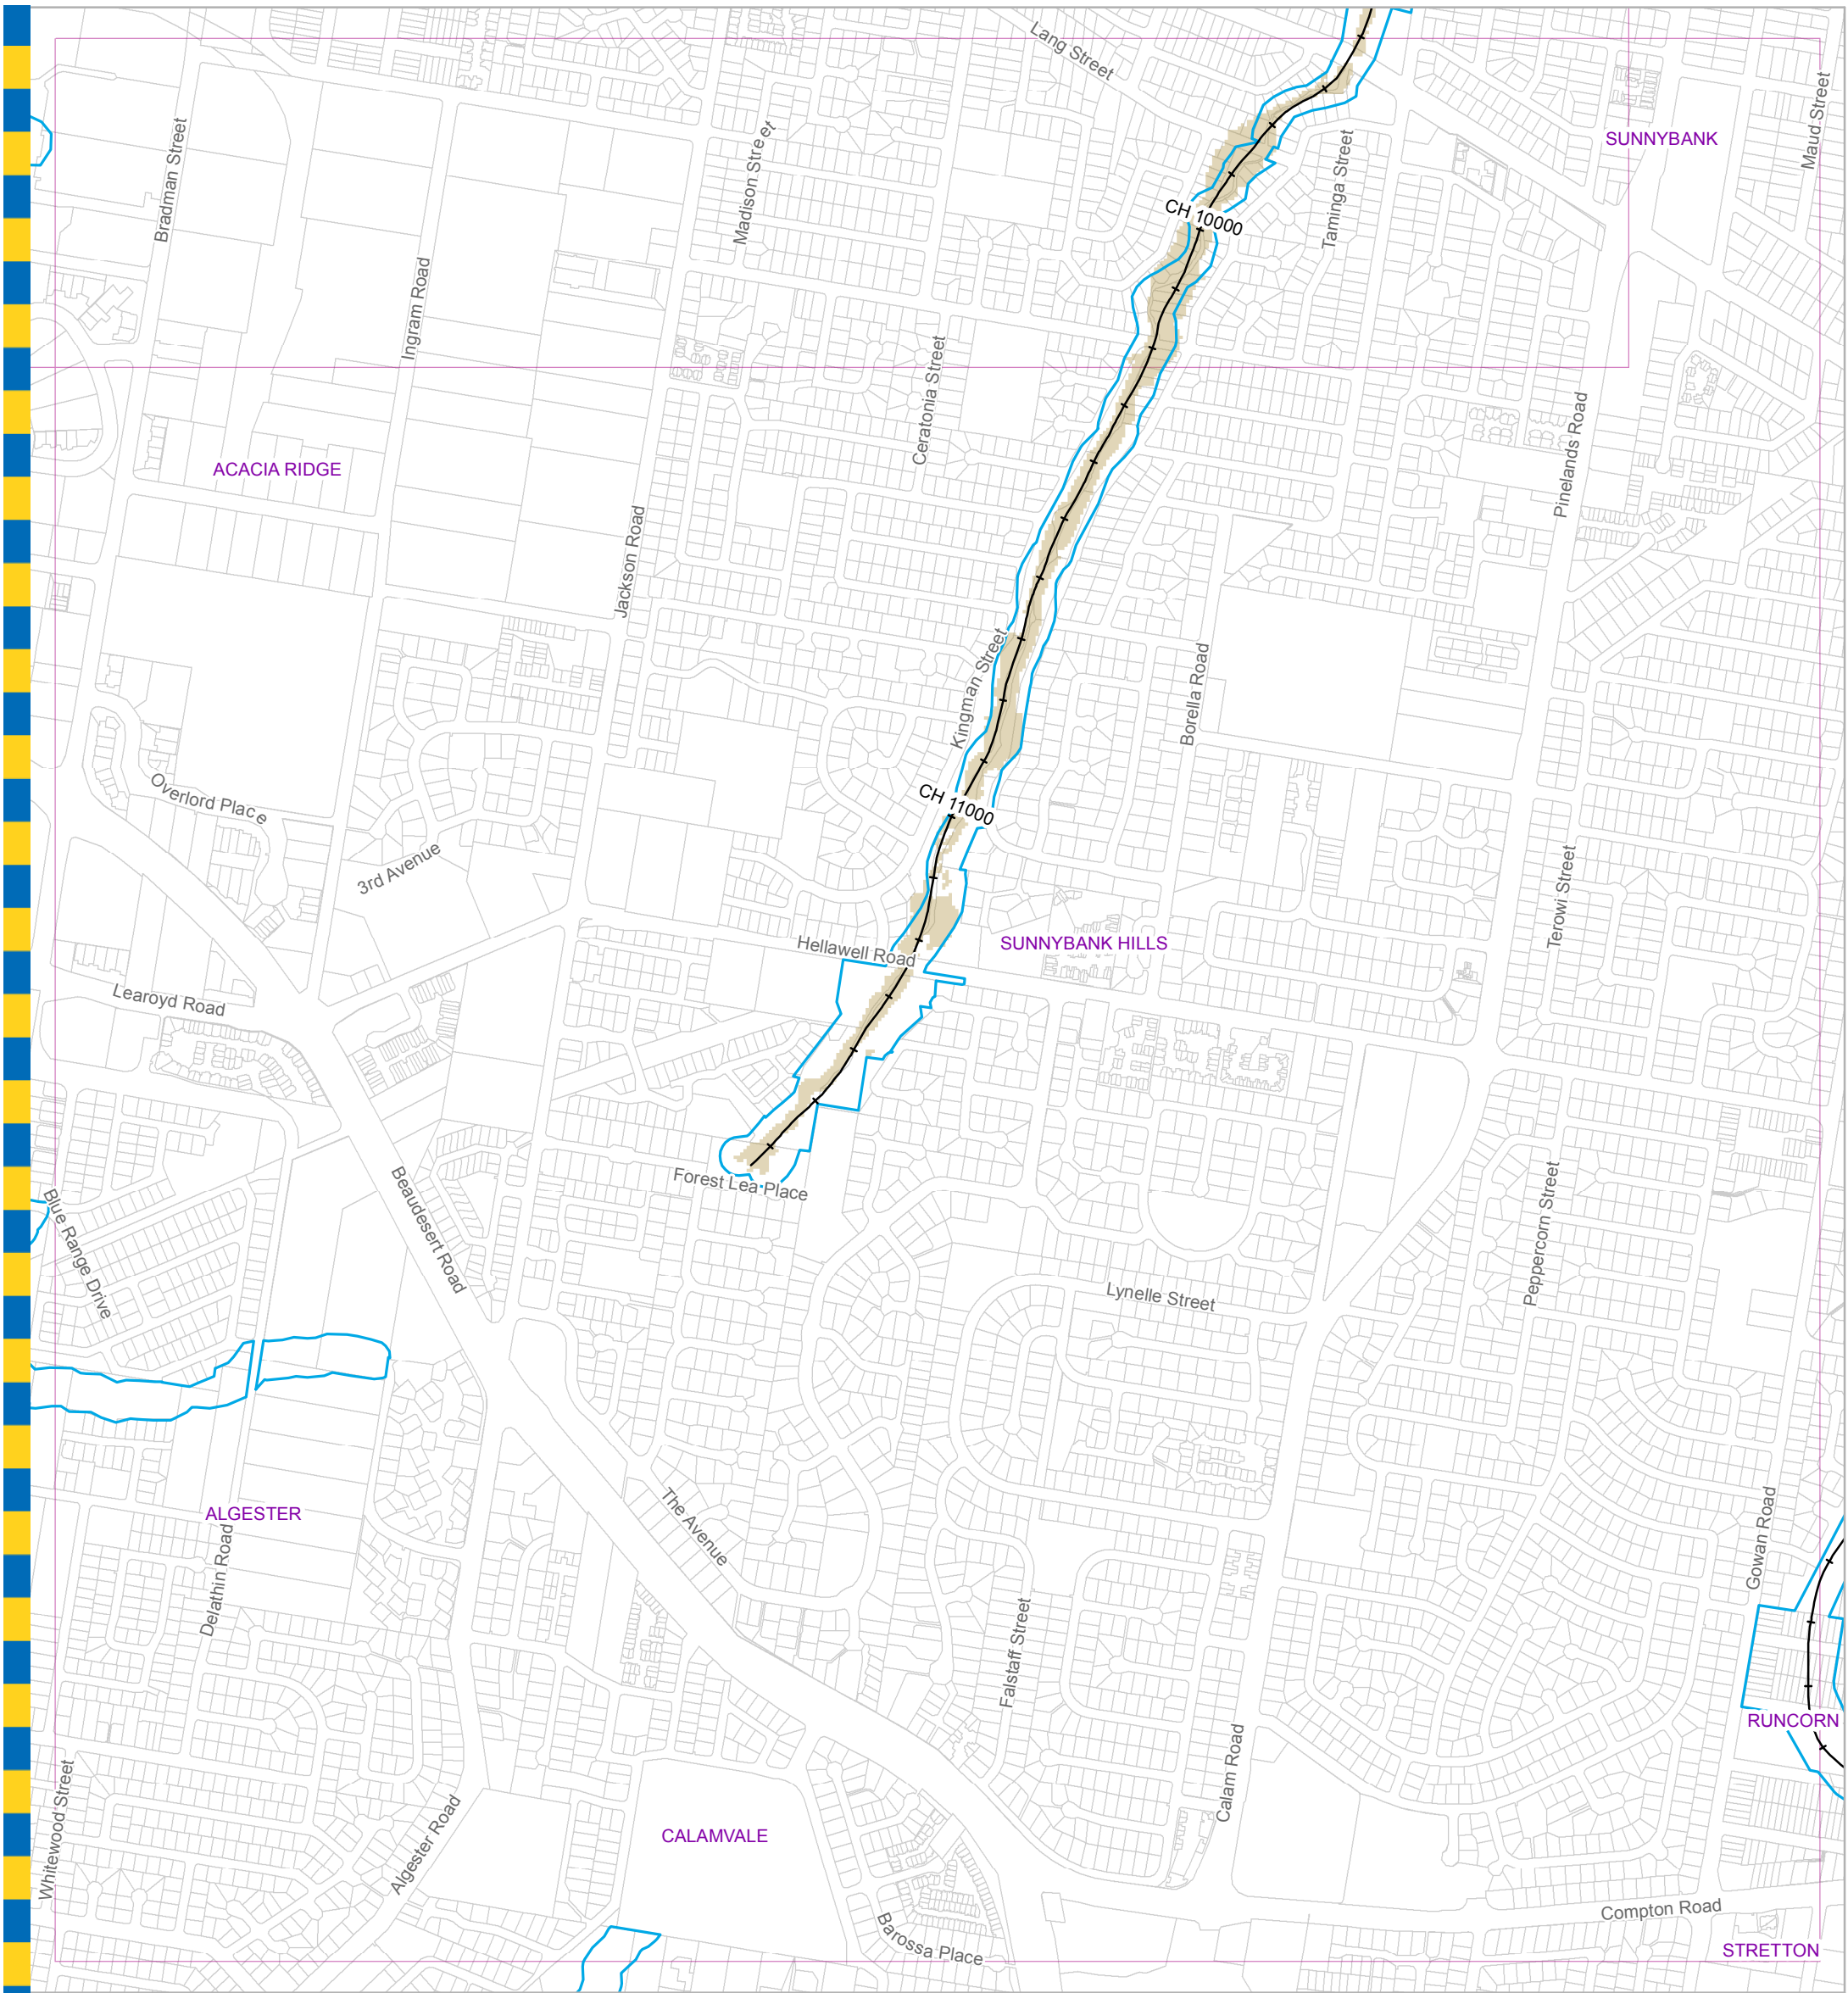 Lang Street
Maud Street
SUNNYBANK
Bradman Street
Madison Street
Taminga Street
CH 10000
Ingram Road
Ceratonia Street
Pinelands Road
ACACIA RIDGE
Jackson Road
Kingman Street
Borella Road
Overlord Place
CH 11000
3rd Avenue
Terowi Street
Hellawell Road
SUNNYBANK HILLS
Learoyd Road
Forest Lea Place
Blue Range Drive
Beaudesert Road
Peppercorn Street
Lynelle Street
ALGESTER
The Avenue
Gowan Road
Delathin Road
Falstaff Street
RUNCORN
Calam Road
Whitewood Street
Algester Road
CALAMVALE
Compton Road
Barossa Place
STRETTON